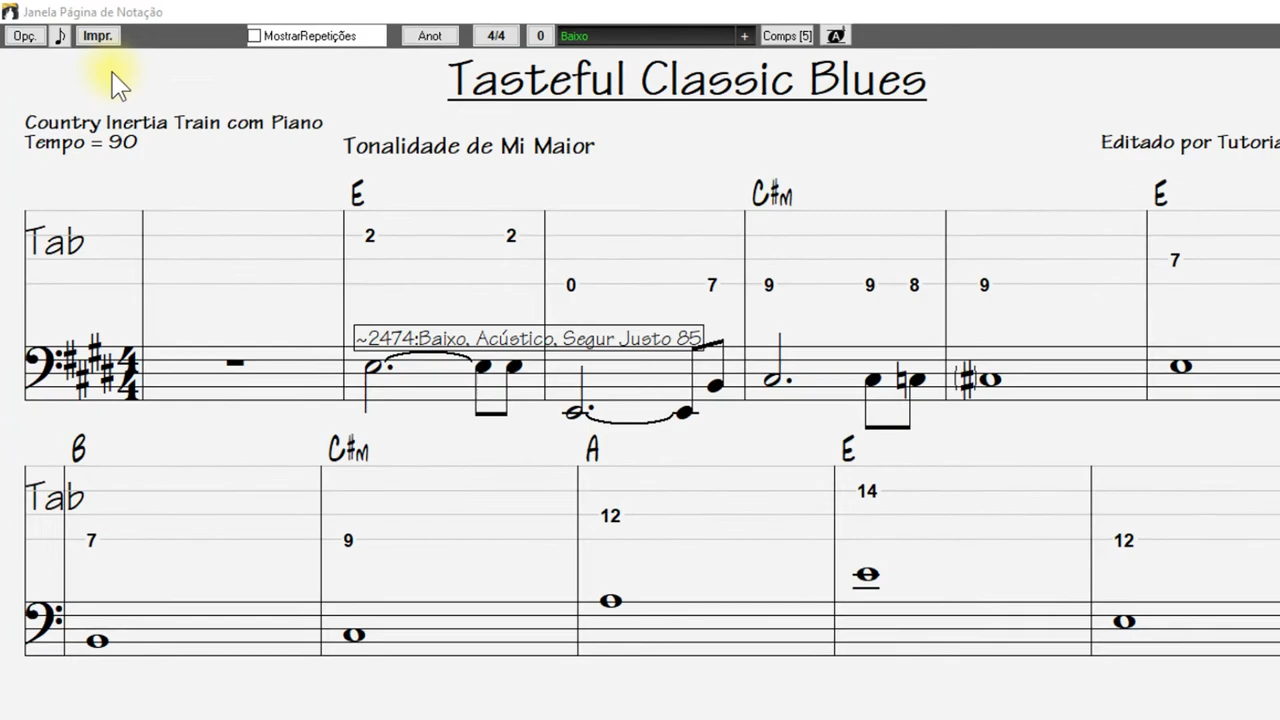 Janela Página de Notação
Opç. Impr. MostrarRepetições Anot 4/4 0 Baixo + Comps [5] A
Tasteful Classic Blues
Country Inertia Train com Piano
Tempo = 90
Tonalidade de Mi Maior
Editado por Tutoria
E C#m E
Tab
2 2
7
0 7 9 9 8 9
~2474:Baixo, Acústico, Segur Justo 85
4
4
B C#m A E
Tab
14
12
7 9 12